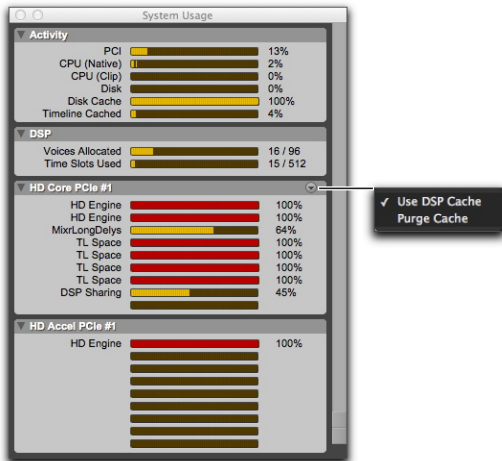 System Usage
Activity
PCI 13%
CPU (Native) 2%
CPU (Clip) 0%
Disk 0%
Disk Cache 100%
Timeline Cached 4%
DSP
Voices Allocated 16 / 96
Time Slots Used 15 / 512
HD Core PCIe #1
HD Engine 100%
HD Engine 100%
MixrLongDelys 64%
TL Space 100%
TL Space 100%
TL Space 100%
TL Space 100%
DSP Sharing 45%
✓ Use DSP Cache
Purge Cache
HD Accel PCIe #1
HD Engine 100%